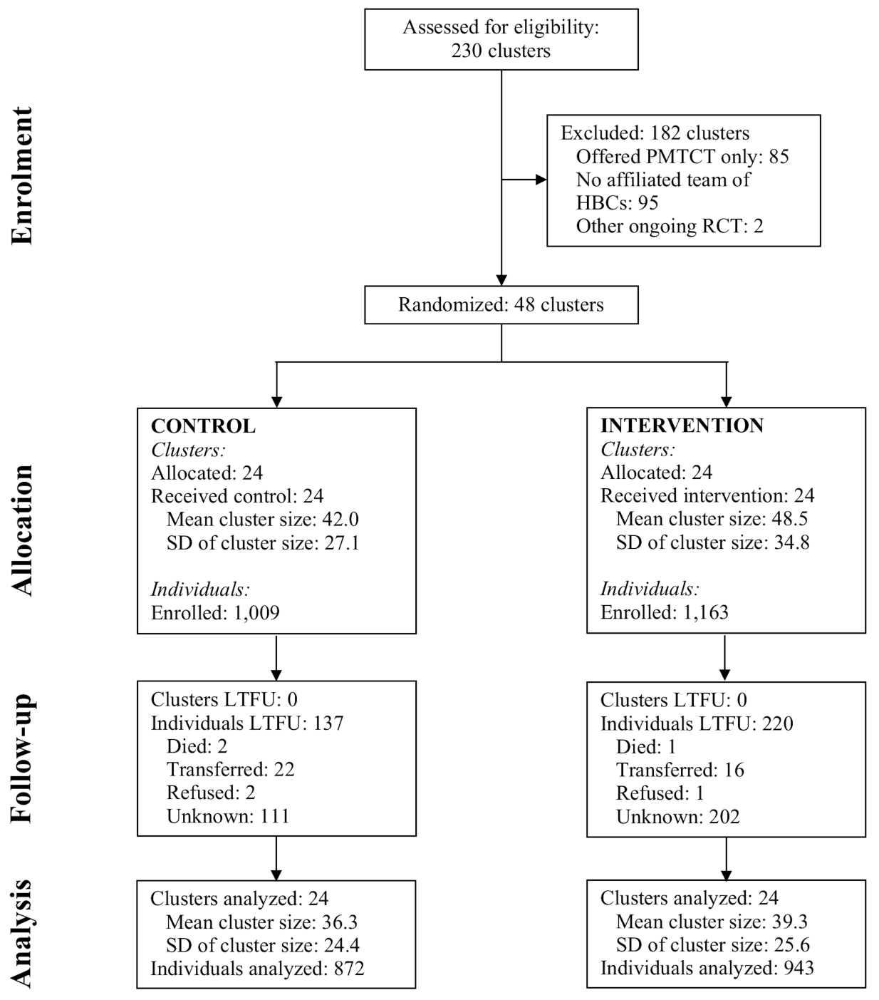 Assessed for eligibility:
230 clusters
Enrolment
Excluded: 182 clusters
Offered PMTCT only: 85
No affiliated team of
HBCs: 95
Other ongoing RCT: 2
Randomized: 48 clusters
Allocation
CONTROL
Clusters:
Allocated: 24
Received control: 24
Mean cluster size: 42.0
SD of cluster size: 27.1
Individuals:
Enrolled: 1,009
INTERVENTION
Clusters:
Allocated: 24
Received intervention: 24
Mean cluster size: 48.5
SD of cluster size: 34.8
Individuals:
Enrolled: 1,163
Follow-up
Clusters LTFU: 0
Individuals LTFU: 137
Died: 2
Transferred: 22
Refused: 2
Unknown: 111
Clusters LTFU: 0
Individuals LTFU: 220
Died: 1
Transferred: 16
Refused: 1
Unknown: 202
Analysis
Clusters analyzed: 24
Mean cluster size: 36.3
SD of cluster size: 24.4
Individuals analyzed: 872
Clusters analyzed: 24
Mean cluster size: 39.3
SD of cluster size: 25.6
Individuals analyzed: 943